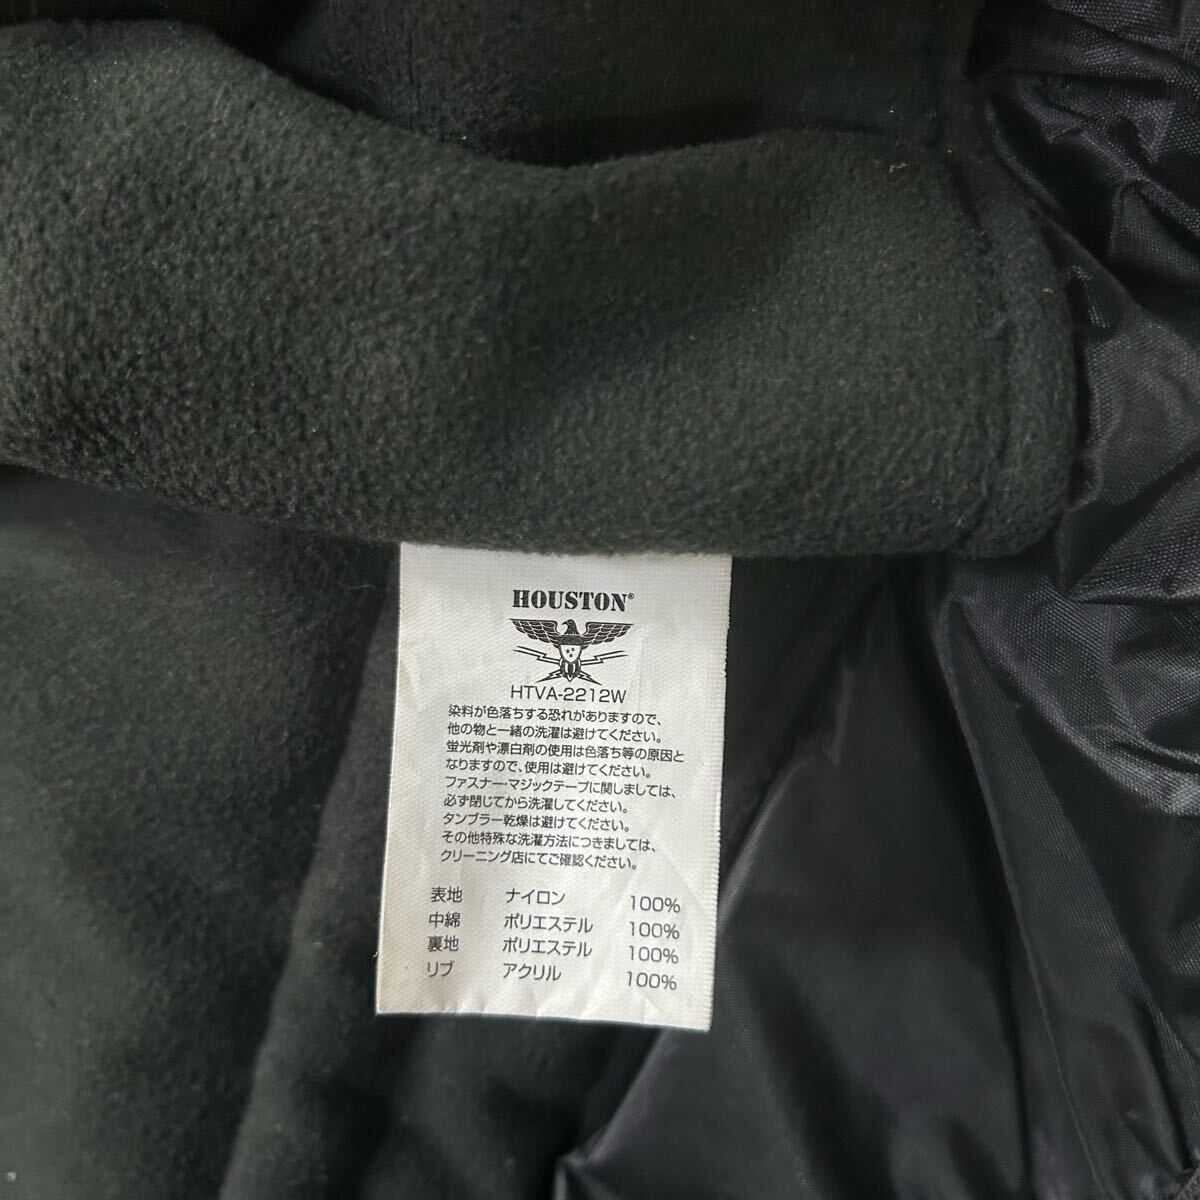 HOUSTON®
HTVA-2212W
染料が色落ちする恐れがありますので、
他の物と一緒の洗濯は避けてください。
蛍光剤や漂白剤の使用は色落ち等の原因と
なりますので、使用は避けてください。
ファスナー・マジックテープに関しましては、
必ず閉じてから洗濯してください。
タンブラー乾燥は避けてください。
その他特殊な洗濯方法につきましては、
クリーニング店にてご確認ください。
表地 ナイロン 100%
中綿 ポリエステル 100%
裏地 ポリエステル 100%
リブ アクリル 100%